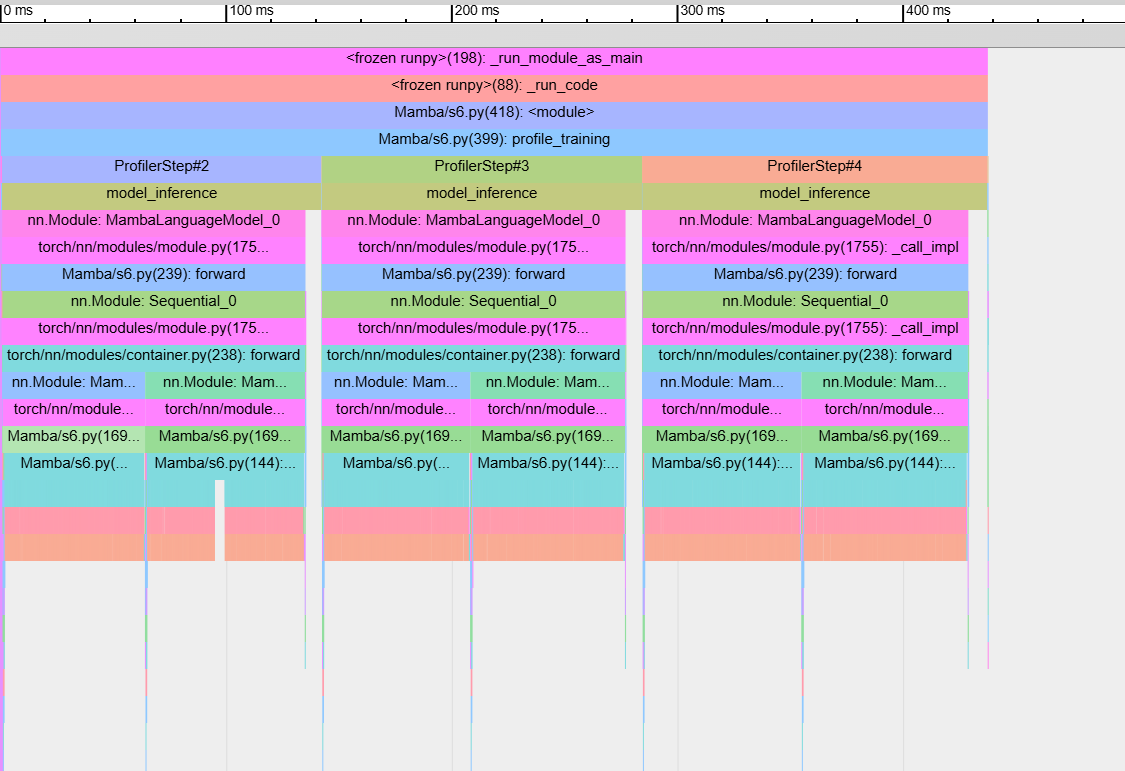 0 ms 100 ms 200 ms 300 ms 400 ms
<frozen runpy>(198): _run_module_as_main
<frozen runpy>(88): _run_code
Mamba/s6.py(418): <module>
Mamba/s6.py(399): profile_training
ProfilerStep#2 ProfilerStep#3 ProfilerStep#4
model_inference model_inference model_inference
nn.Module: MambaLanguageModel_0 nn.Module: MambaLanguageModel_0 nn.Module: MambaLanguageModel_0
torch/nn/modules/module.py(175... torch/nn/modules/module.py(175... torch/nn/modules/module.py(1755): _call_impl
Mamba/s6.py(239): forward Mamba/s6.py(239): forward Mamba/s6.py(239): forward
nn.Module: Sequential_0 nn.Module: Sequential_0 nn.Module: Sequential_0
torch/nn/modules/module.py(175... torch/nn/modules/module.py(175... torch/nn/modules/module.py(1755): _call_impl
torch/nn/modules/container.py(238): forward torch/nn/modules/container.py(238): forward torch/nn/modules/container.py(238): forward
nn.Module: Mam... nn.Module: Mam... nn.Module: Mam... nn.Module: Mam... nn.Module: Mam... nn.Module: Mam...
torch/nn/module... torch/nn/module... torch/nn/module... torch/nn/module... torch/nn/module... torch/nn/module...
Mamba/s6.py(169... Mamba/s6.py(169... Mamba/s6.py(169... Mamba/s6.py(169... Mamba/s6.py(169... Mamba/s6.py(169...
Mamba/s6.py(... Mamba/s6.py(144):... Mamba/s6.py(... Mamba/s6.py(144):... Mamba/s6.py(144):... Mamba/s6.py(144):...